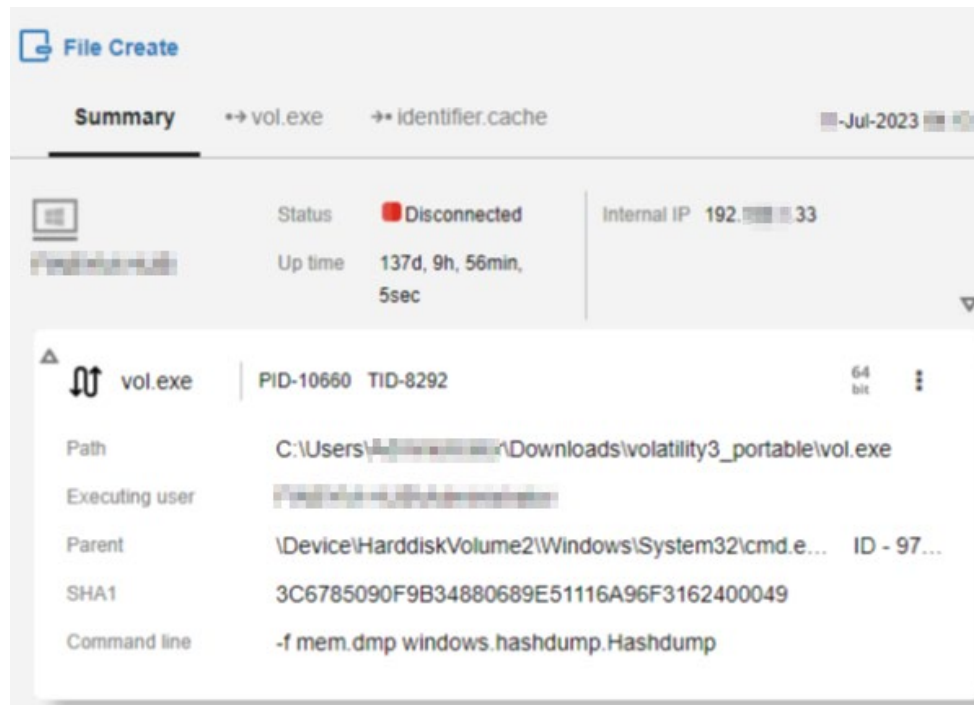 File Create
Summary vol.exe identifier.cache -Jul-2023
Status Disconnected Internal IP 192. .33
Up time 137d, 9h, 56min,
5sec
vol.exe PID-10660 TID-8292 64
bit
Path C:\Users\ \Downloads\volatility3_portable\vol.exe
Executing user
Parent \Device\HarddiskVolume2\Windows\System32\cmd.e... ID - 97...
SHA1 3C6785090F9B34880689E51116A96F3162400049
Command line -f mem.dmp windows.hashdump.Hashdump